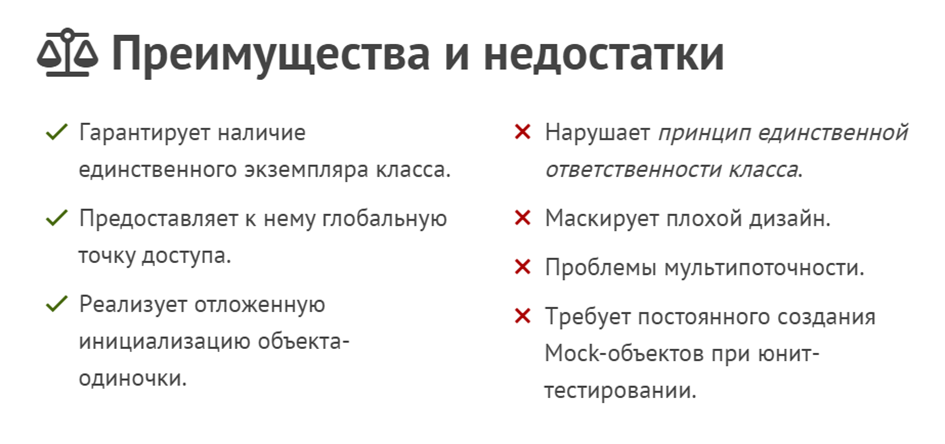 Преимущества и недостатки
Гарантирует наличие
единственного экземпляра класса.
Предоставляет к нему глобальную
точку доступа.
Реализует отложенную
инициализацию объекта-
одиночки.
Нарушает принцип единственной
ответственности класса.
Маскирует плохой дизайн.
Проблемы мультипоточности.
Требует постоянного создания
Mock-объектов при юнит-
тестировании.